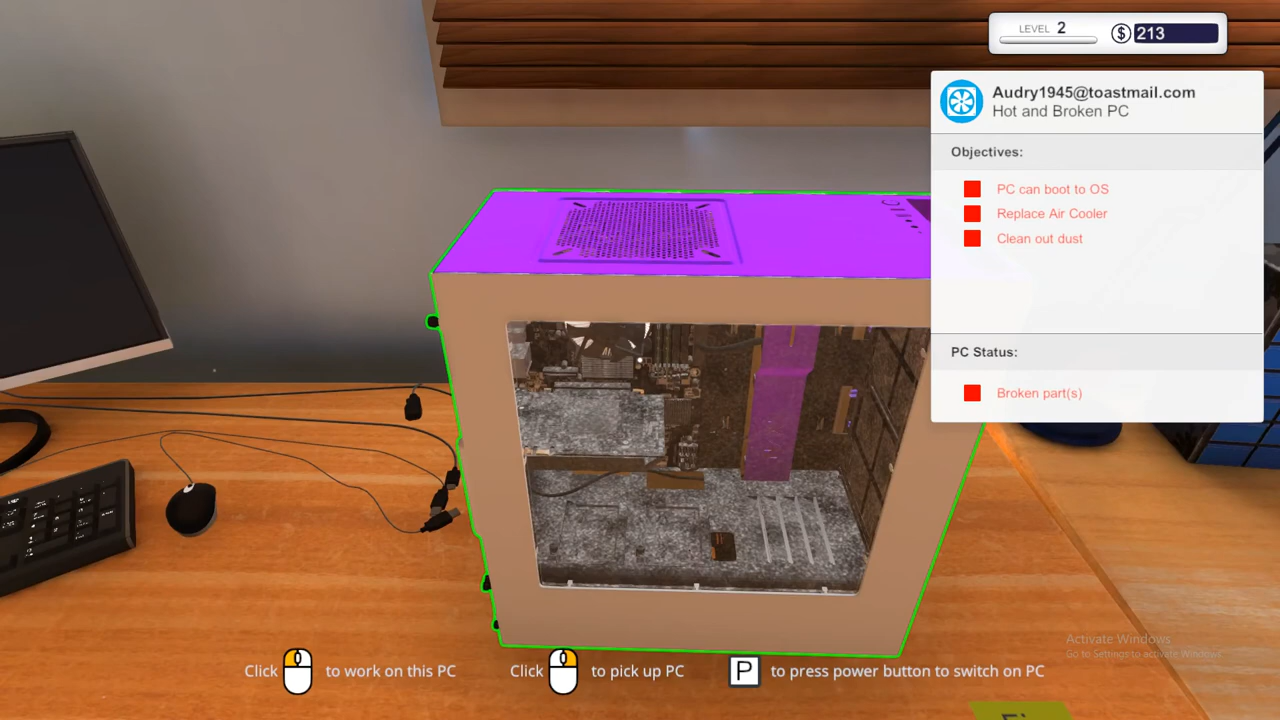 LEVEL 2
$ 213
Audry1945@toastmail.com
Hot and Broken PC
Objectives:
PC can boot to OS
Replace Air Cooler
Clean out dust
PC Status:
Broken part(s)
Activate Windows
Go to Settings to activate Windows.
Click to work on this PC
Click to pick up PC
P to press power button to switch on PC